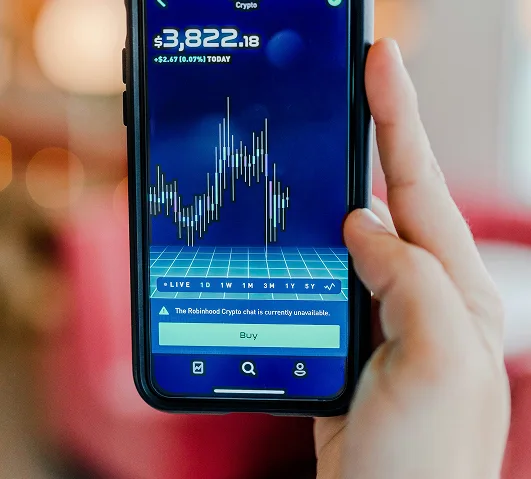 Crypto
$3,822.18
+$2.67 (0.07%) TODAY
LIVE 1D 1W 1M 3M 1Y 5Y
The Robinhood Crypto chat is currently unavailable.
Buy